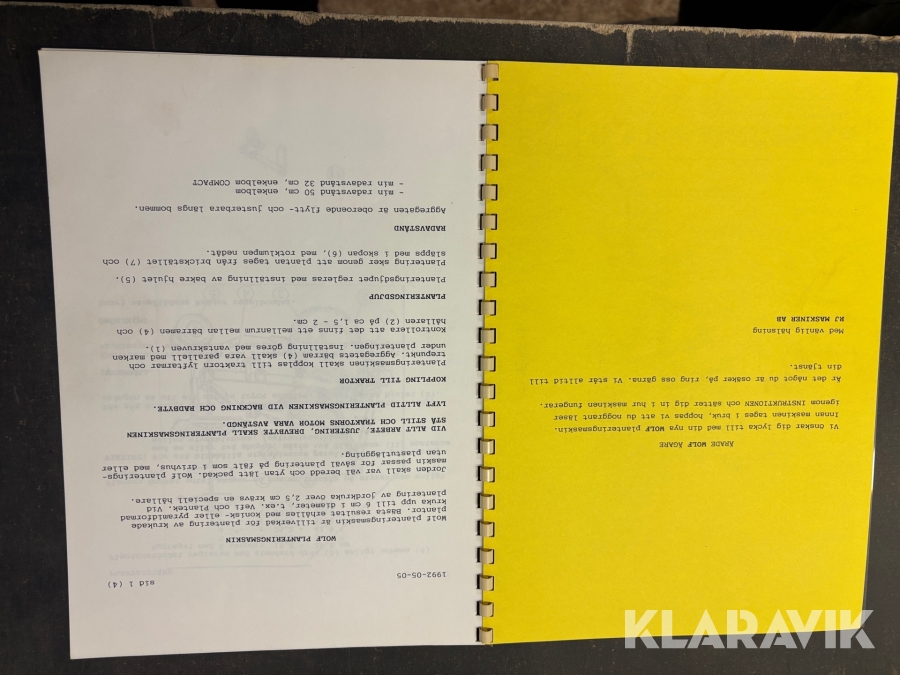 ÄRADE WOLF ÄGARE
Vi önskar dig lycka till med din nya WOLF planteringsmaskin.
Innan maskinen tages i bruk, hoppas vi att du noggrant läser
igenom INSTRUKTIONEN och sätter dig in i hur maskinen fungerar.
Är det något du är osäker på, ring oss gärna. Vi står alltid till
din tjänst.
Med vänlig hälsning
RJ MASKINER AB
1992-05-05
sid 1 (4)
WOLF PLANTERINGSMASKIN
Wolf planteringsmaskin är tillverkad för plantering av krukade
plantor. Bästa resultat erhålles med konisk- eller pyramidformad
kruka upp till 6 cm i diameter, t.ex. Vefi och Plantek. Vid
plantering av jordkruka över 2,5 cm krävs en speciell hållare.
Jorden skall var väl beredd och ytan lätt packad. Wolf planterings-
maskin passar för såväl plantering på fält som i drivhus, med eller
utan plastutläggning.
VID ALLT ARBETE, JUSTERING, DREVBYTE, SKALL PLANTERINGSMASKINEN
STÅ STILL OCH TRAKTORNS MOTOR VARA AVSTÄNGD.
LYFT ALLTID PLANTERINGSMASKINEN VID BACKNING OCH RADBYTE.
KOPPLING TILL TRAKTOR
Planteringsmaskinen skall kopplas till traktorn lyftarmar och
trepunkt. Aggregatets bärram (4) skall vara parallell med marken
under planteringen. Inställning göres med vantskruven (1).
Kontrollera att det finns ett mellanrum mellan bärramen (4) och
hållaren (2) på ca 1,5 - 2 cm.
PLANTERINGSDJUP
Planteringsdjupet regleras med inställning av bakre hjulet (5).
Plantering sker genom att plantan tages från brickstället (7) och
släpps med i skopan (6), med rotklumpen nedåt.
RADAVSTÅND
Aggregaten är oberoende flytt- och justerbara längs bommen.
- min radavstånd 50 cm, enkelbom
- min radavstånd 32 cm, enkelbom COMPACT
KLARAVIK